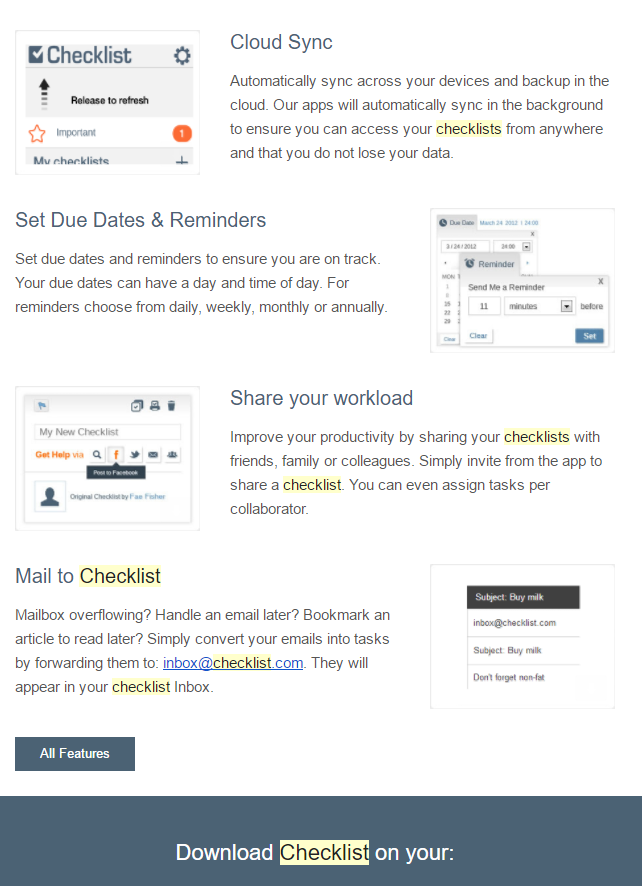 Checklist
Release to refresh
Important
1
My checklists
Cloud Sync
Automatically sync across your devices and backup in the
cloud. Our apps will automatically sync in the background
to ensure you can access your checklists from anywhere
and that you do not lose your data.
Set Due Dates & Reminders
Set due dates and reminders to ensure you are on track.
Your due dates can have a day and time of day. For
reminders choose from daily, weekly, monthly or annually.
Due Date March 24 2012 | 24:00
x
3 / 24 / 2012 24:00
Reminder
MON
X
Send Me a Reminder
11 minutes before
Clear
Clear Set
My New Checklist
Get Help via
Post to Facebook
Original Checklist by Fae Fisher
Share your workload
Improve your productivity by sharing your checklists with
friends, family or colleagues. Simply invite from the app to
share a checklist. You can even assign tasks per
collaborator.
Mail to Checklist
Mailbox overflowing? Handle an email later? Bookmark an
article to read later? Simply convert your emails into tasks
by forwarding them to: inbox@checklist.com. They will
appear in your checklist Inbox.
Subject: Buy milk
inbox@checklist.com
Subject: Buy milk
Don't forget non-fat
All Features
Download Checklist on your: